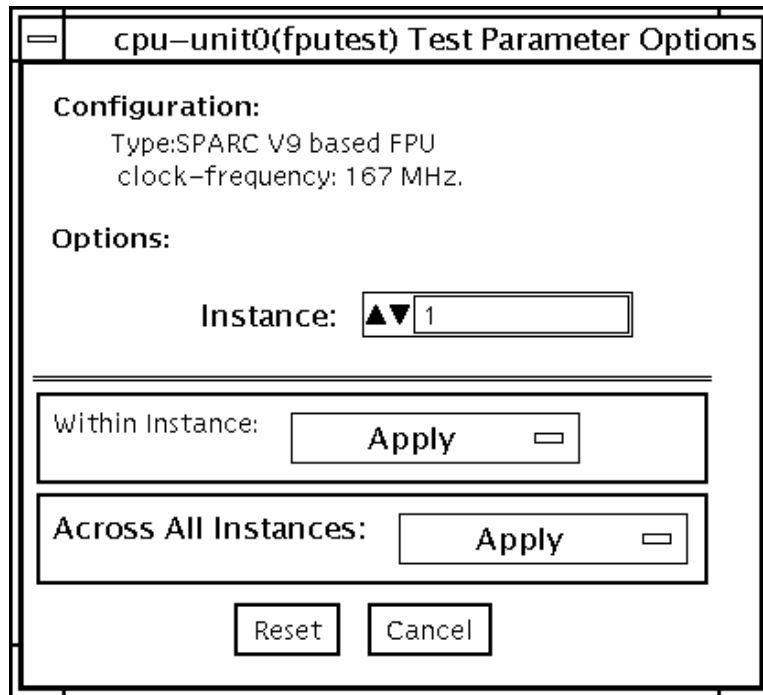 cpu-unit0(fputest) Test Parameter Options
Configuration:
Type:SPARC V9 based FPU
clock-frequency: 167 MHz.
Options:
Instance: 1
Within Instance: Apply
Across All Instances: Apply
Reset Cancel